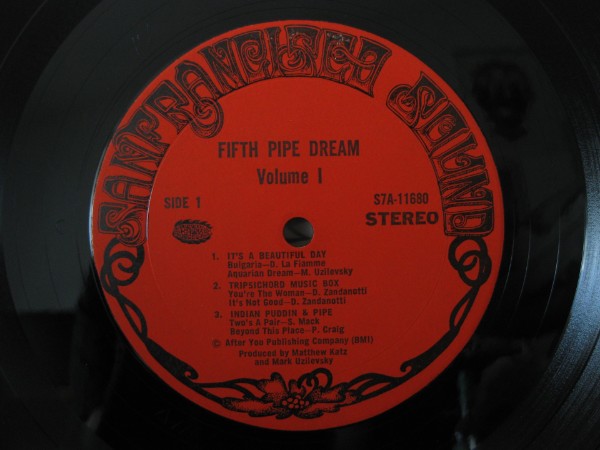 SAN FRANCISCO SOUND
FIFTH PIPE DREAM
Volume I
SIDE 1
S7A-11680
STEREO
1. IT'S A BEAUTIFUL DAY
Bulgaria—D. La Flamme
Aquarian Dream—M. Uzilevsky
2. TRIPSICHORD MUSIC BOX
You're The Woman—D. Zandonatti
It's Not Good—D. Zandonatti
3. INDIAN PUDDIN & PIPE
Two's A Pair—S. Mack
Beyond This Place—P. Craig
© After You Publishing Company (BMI)
Produced by Matthew Katz
and Mark Uzilevsky